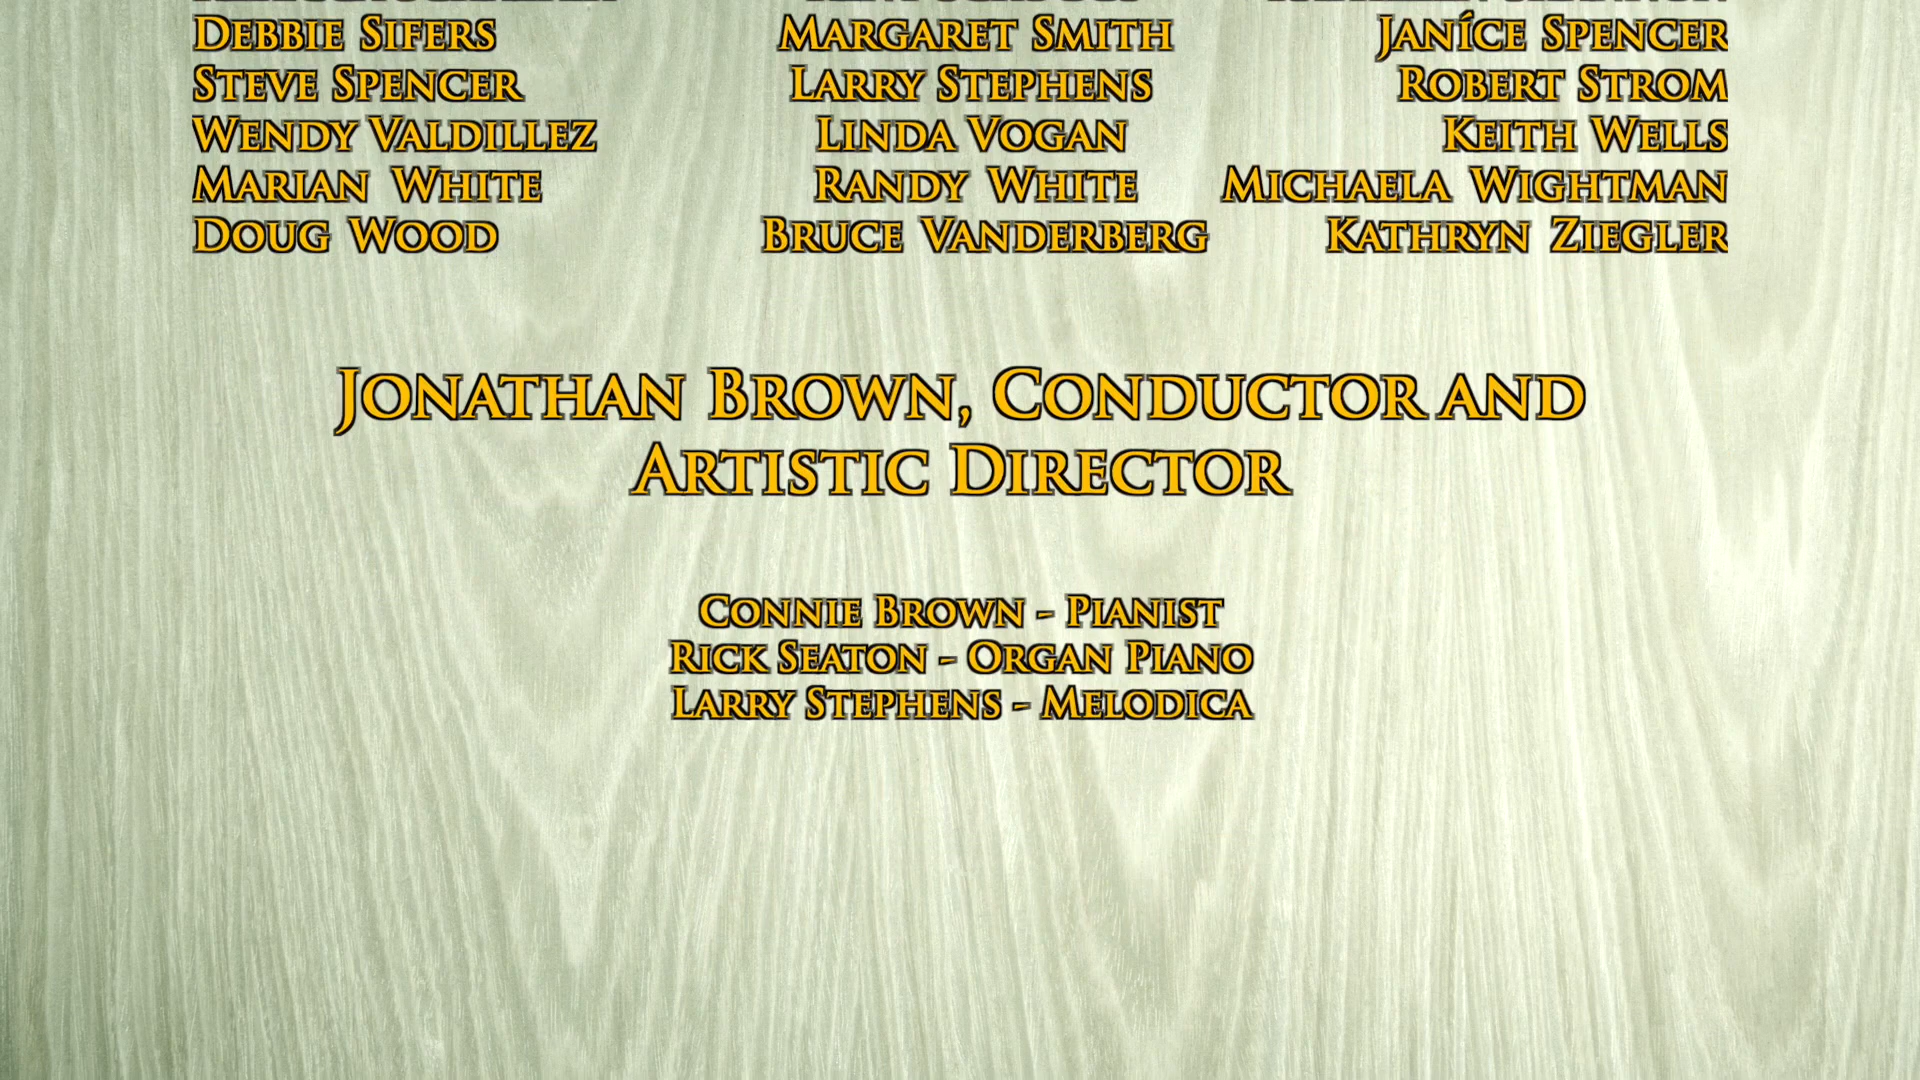 Debbie Sifers Margaret Smith Janíce Spencer
Steve Spencer Larry Stephens Robert Strom
Wendy Valdillez Linda Vogan Keith Wells
Marian White Randy White Michaela Wightman
Doug Wood Bruce Vanderberg Kathryn Ziegler
Jonathan Brown, Conductor and
Artistic Director
Connie Brown - Pianist
Rick Seaton - Organ Piano
Larry Stephens - Melodica